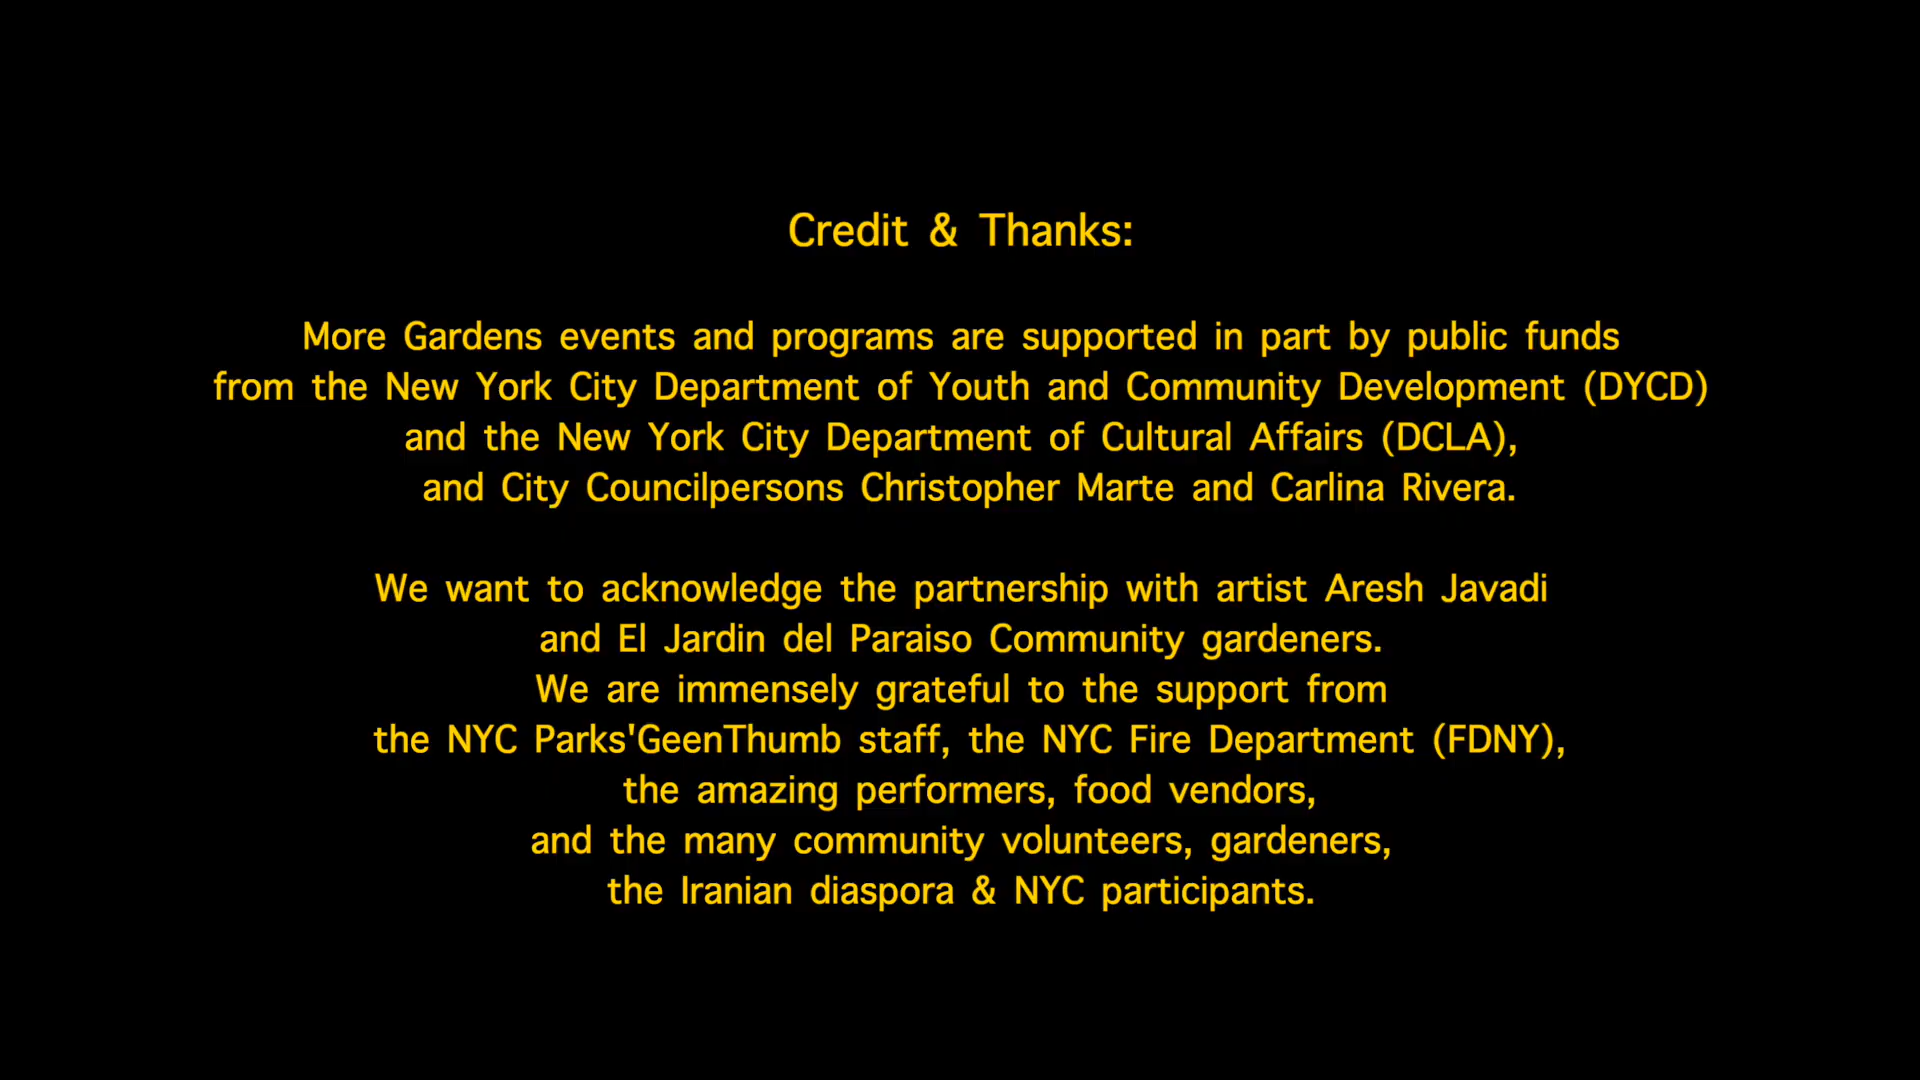 Credit & Thanks:
More Gardens events and programs are supported in part by public funds
from the New York City Department of Youth and Community Development (DYCD)
and the New York City Department of Cultural Affairs (DCLA),
and City Councilpersons Christopher Marte and Carlina Rivera.
We want to acknowledge the partnership with artist Aresh Javadi
and El Jardin del Paraiso Community gardeners.
We are immensely grateful to the support from
the NYC Parks'GeenThumb staff, the NYC Fire Department (FDNY),
the amazing performers, food vendors,
and the many community volunteers, gardeners,
the Iranian diaspora & NYC participants.